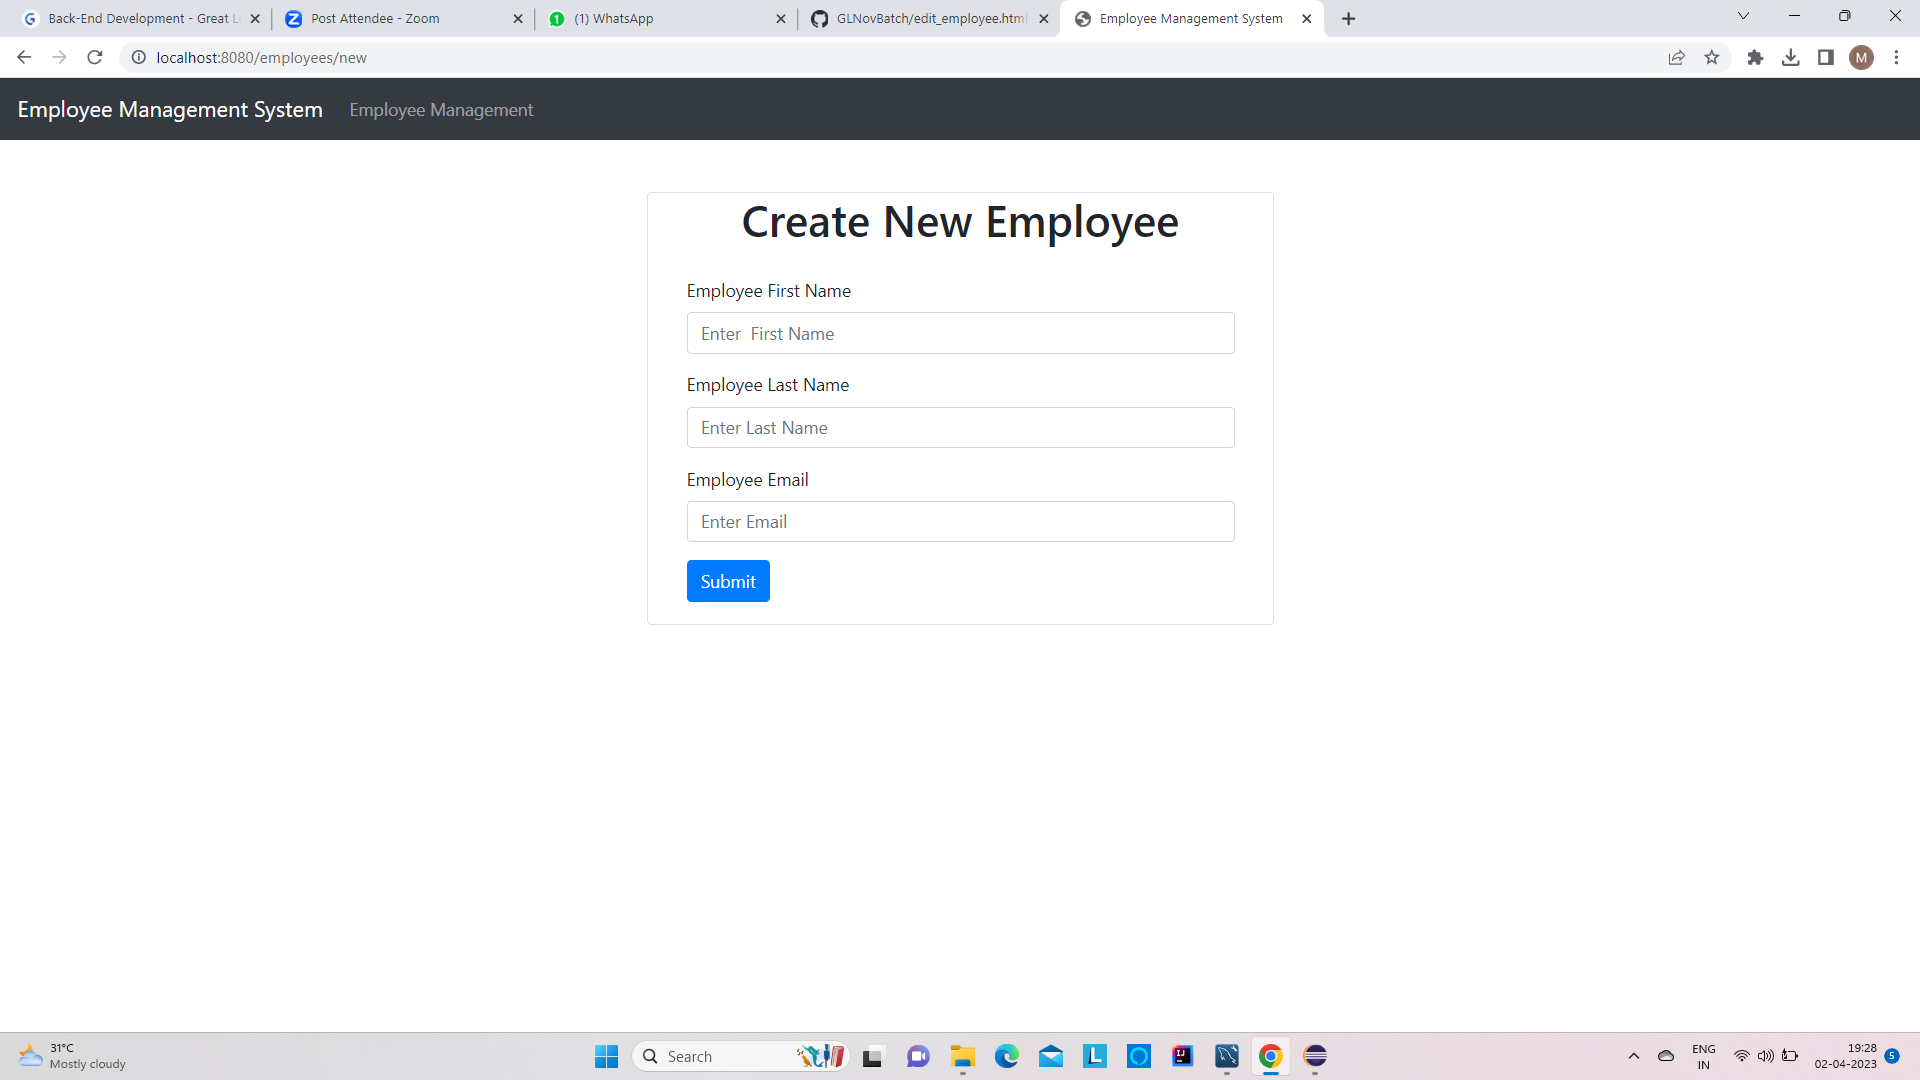 Back-End Development - Great L
Post Attendee - Zoom
(1) WhatsApp
GLNovBatch/edit_employee.html
Employee Management System
localhost:8080/employees/new
M
Employee Management System
Employee Management
Create New Employee
Employee First Name
Enter  First Name
Employee Last Name
Enter Last Name
Employee Email
Enter Email
Submit
31°C
Mostly cloudy
Search
ENG
IN
19:28
02-04-2023
5